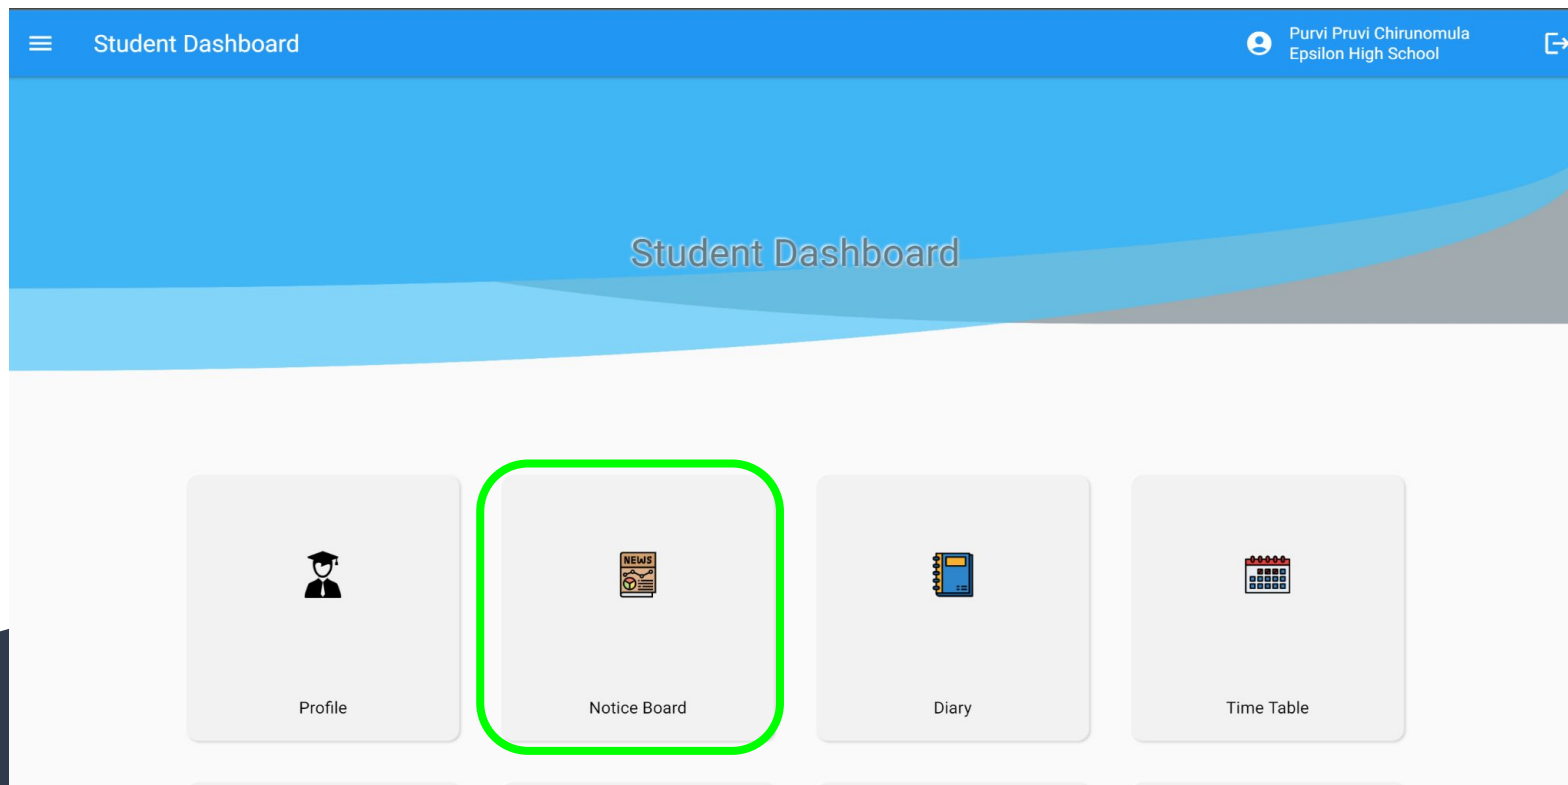 Student Dashboard
Purvi Pruvi Chirunomula
Epsilon High School
Student Dashboard
NEWS
Profile
Notice Board
Diary
Time Table